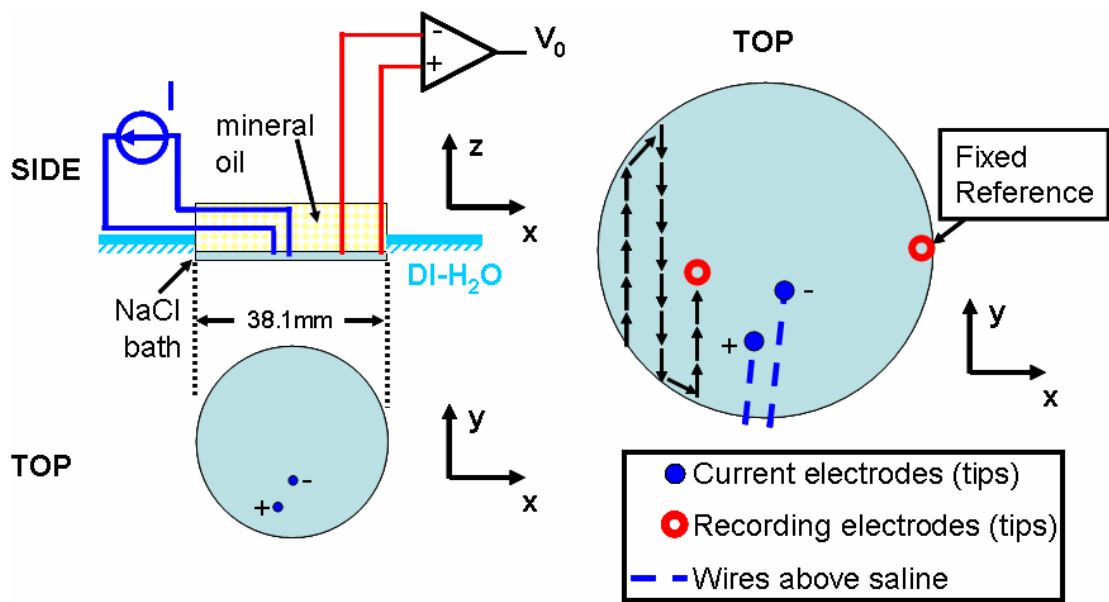 SIDE
I
mineral
oil
-
+
V0
z
x
DI-H2O
NaCl
bath
38.1mm
TOP
-
+
y
x
TOP
Fixed
Reference
-
+
y
x
Current electrodes (tips)
Recording electrodes (tips)
Wires above saline